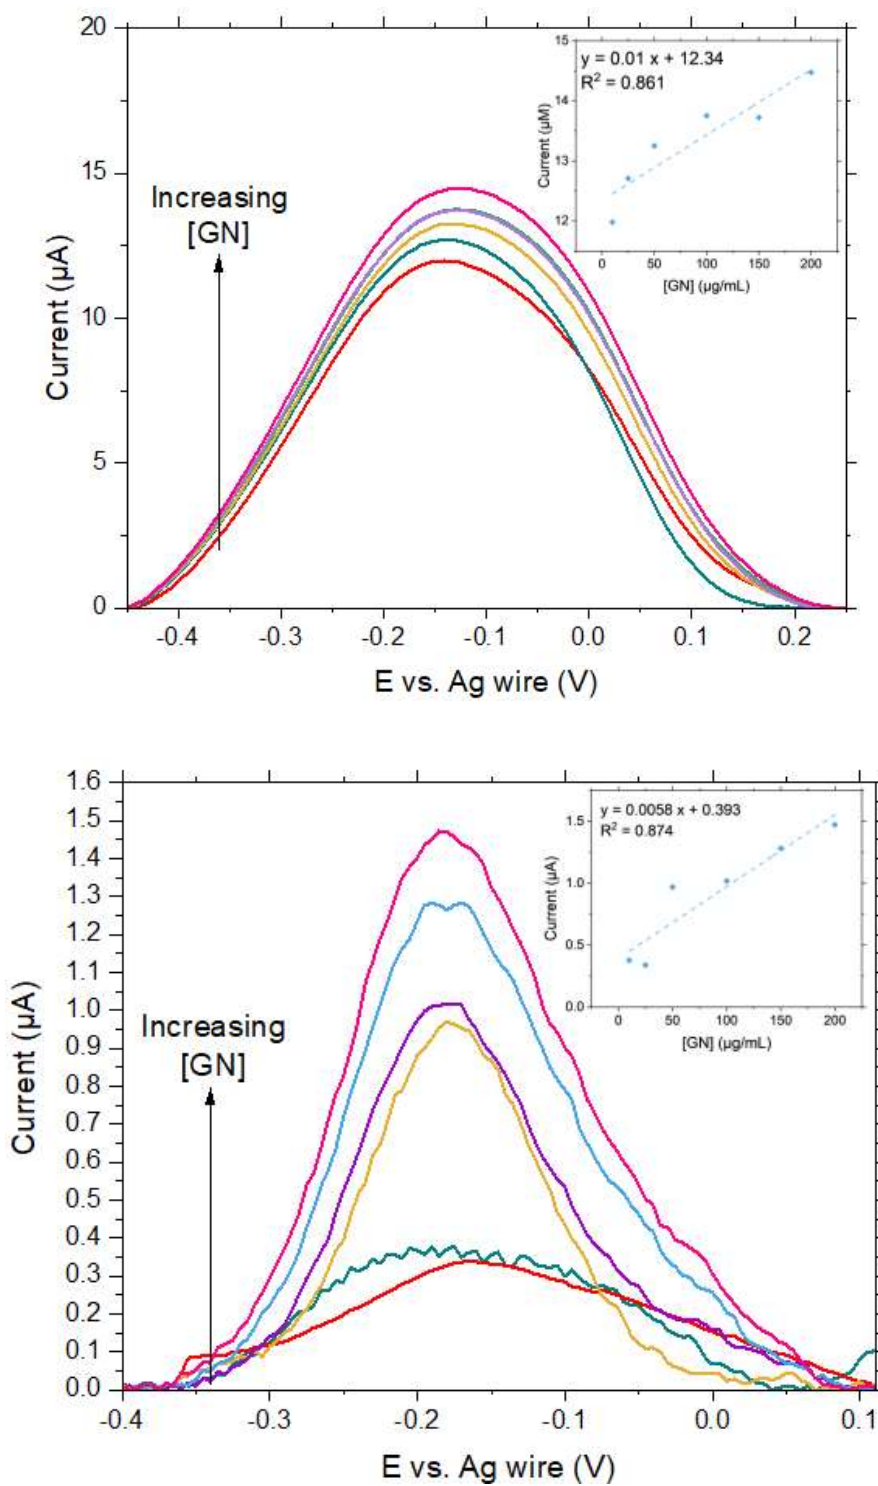 20
15
10
5
0
Current (µA)
Increasing
[GN]
-0.4 -0.3 -0.2 -0.1 0.0 0.1 0.2
E vs. Ag wire (V)
y = 0.01 x + 12.34
R² = 0.861
15
14
13
12
Current (µM)
0 50 100 150 200
[GN] (µg/mL)
1.6
1.5
1.4
1.3
1.2
1.1
1.0
0.9
0.8
0.7
0.6
0.5
0.4
0.3
0.2
0.1
0.0
Current (µA)
Increasing
[GN]
-0.4 -0.3 -0.2 -0.1 0.0 0.1
E vs. Ag wire (V)
y = 0.0058 x + 0.393
R² = 0.874
1.5
1.0
0.5
0.0
Current (µA)
0 50 100 150 200
[GN] (µg/mL)